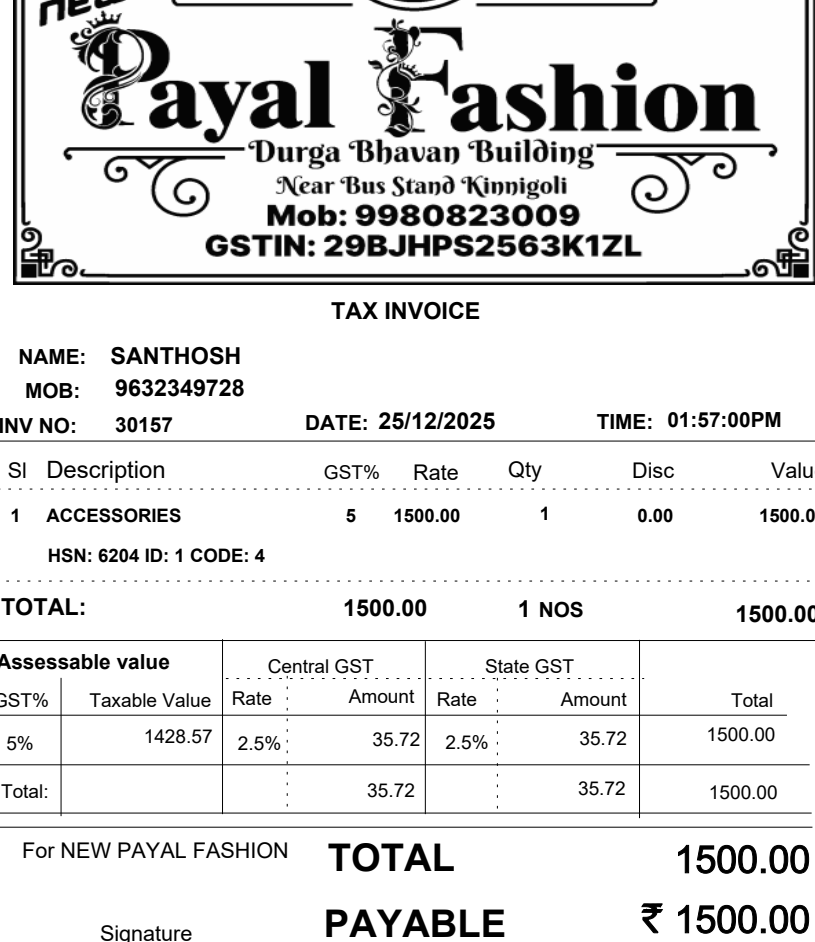 NEW
Payal Fashion
Durga Bhavan Building
Near Bus Stand Kinnigoli
Mob: 9980823009
GSTIN: 29BJHPS2563K1ZL
TAX INVOICE
NAME: SANTHOSH
MOB: 9632349728
INV NO: 30157 DATE: 25/12/2025 TIME: 01:57:00PM
Sl Description GST% Rate Qty Disc Valu
1 ACCESSORIES 5 1500.00 1 0.00 1500.0
HSN: 6204 ID: 1 CODE: 4
TOTAL: 1500.00 1 NOS 1500.00
Assessable value Central GST State GST
GST% Taxable Value Rate Amount Rate Amount Total
5% 1428.57 2.5% 35.72 2.5% 35.72 1500.00
Total: 35.72 35.72 1500.00
For NEW PAYAL FASHION TOTAL 1500.00
Signature PAYABLE ₹ 1500.00